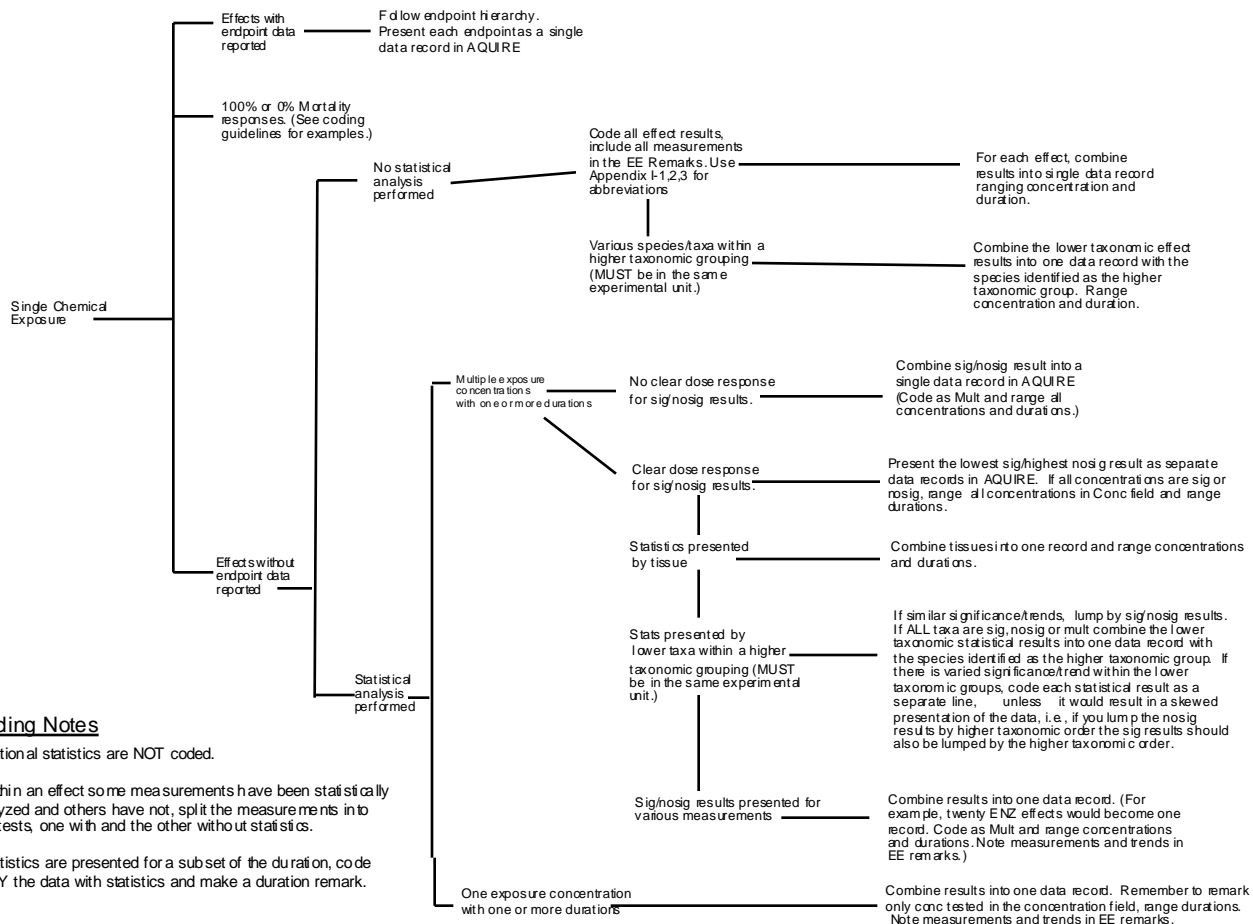 Effects with
endpoint data
reported
Follow endpoint hierarchy.
Present each endpoint as a single
data record in AQUIRE
100% or 0% Mortality
responses. (See coding
guidelines for examples.)
No statistical
analysis
performed
Code all effect results,
include all measurements
in the EE Remarks. Use
Appendix I-1,2,3 for
abbreviations
For each effect, combine
results into single data record
ranging concentration and
duration.
Various species/taxa within a
higher taxonomic grouping
(MUST be in the same
experimental unit.)
Combine the lower taxonomic effect
results into one data record with the
species identified as the higher
taxonomic group. Range
concentration and duration.
Single Chemical
Exposure
Multiple exposure
concentrations
with one or more durations
No clear dose response
for sig/nosig results.
Combine sig/nosig result into a
single data record in AQUIRE
(Code as Mult and range all
concentrations and durations.)
Clear dose response
for sig/nosig results.
Present the lowest sig/highest nosig result as separate
data records in AQUIRE. If all concentrations are sig or
nosig, range all concentrations in Conc field and range
durations.
Effects without
endpoint data
reported
Statistics presented
by tissue
Combine tissues into one record and range concentrations
and durations.
Statistical
analysis
performed
Stats presented by
lower taxa within a higher
taxonomic grouping (MUST
be in the same experimental
unit.)
If similar significance/trends, lump by sig/nosig results.
If ALL taxa are sig, nosig or mult combine the lower
taxonomic statistical results into one data record with
the species identified as the higher taxonomic group. If
there is varied significance/trend within the lower
taxonomic groups, code each statistical result as a
separate line, unless it would result in a skewed
presentation of the data, i.e., if you lump the nosig
results by higher taxonomic order the sig results should
also be lumped by the higher taxonomic order.
ding Notes
tional statistics are NOT coded.
hin an effect some measurements have been statistically
yzed and others have not, split the measurements into
tests, one with and the other without statistics.
tistics are presented for a subset of the duration, code
Y the data with statistics and make a duration remark.
Sig/nosig results presented for
various measurements
Combine results into one data record. (For
example, twenty ENZ effects would become one
record. Code as Mult and range concentrations
and durations. Note measurements and trends in
EE remarks.)
One exposure concentration
with one or more durations
Combine results into one data record. Remember to remark
only conc tested in the concentration field, range durations.
Note measurements and trends in EE remarks.